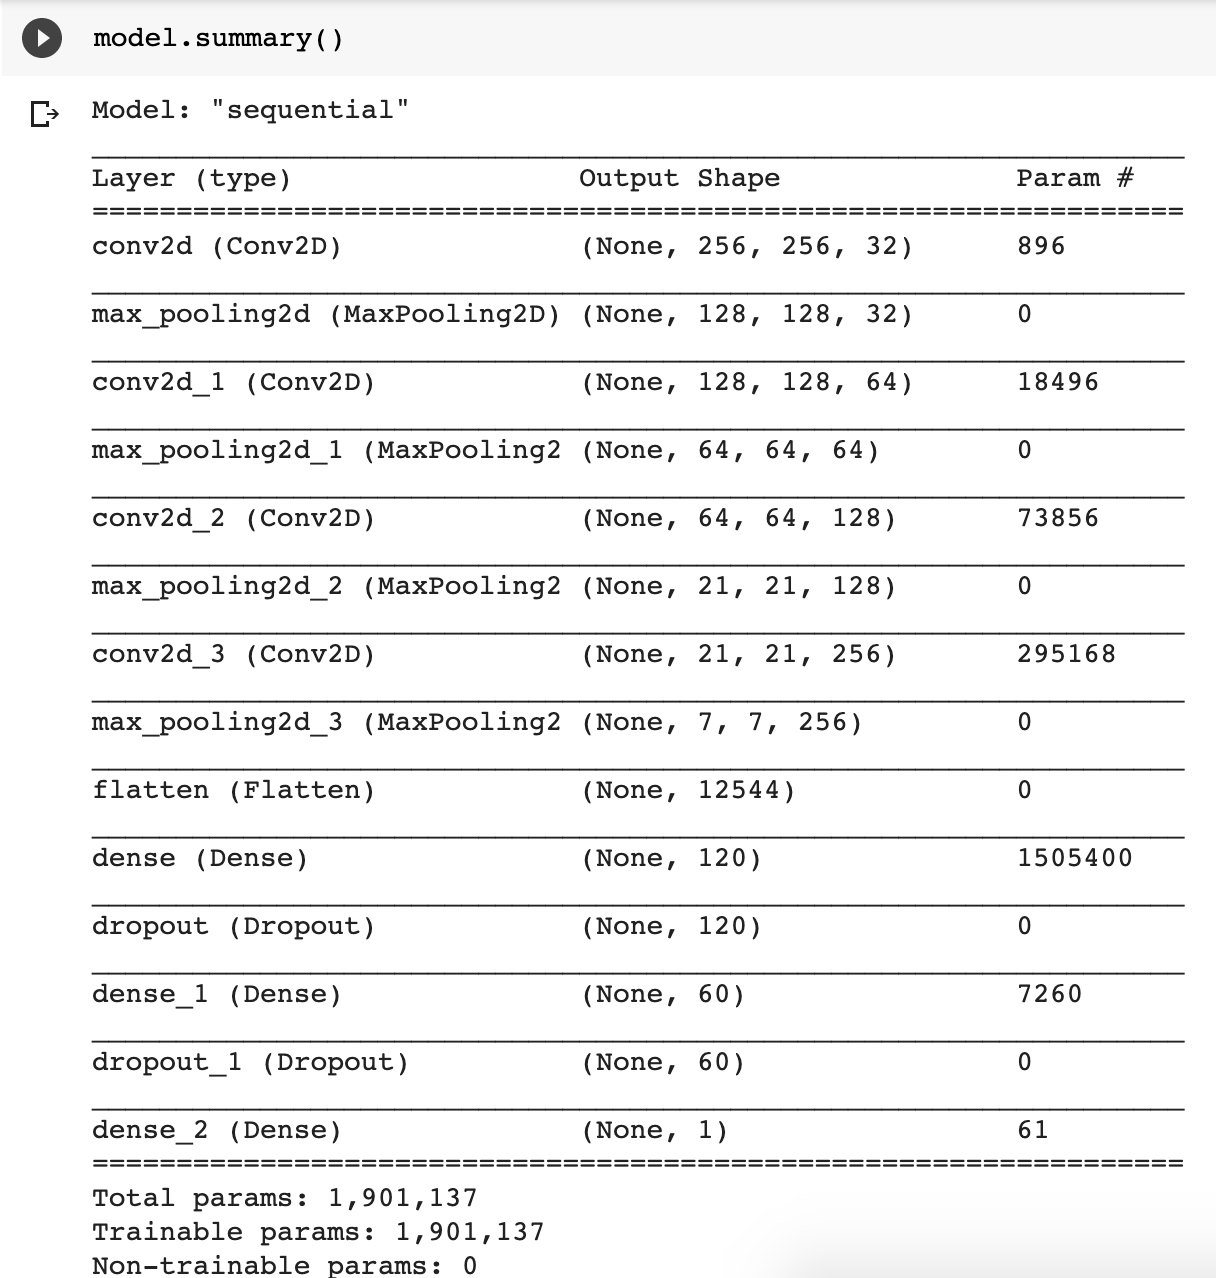 model.summary()
Model: "sequential"
Layer (type) Output Shape Param #
=================================================================
conv2d (Conv2D) (None, 256, 256, 32) 896
max_pooling2d (MaxPooling2D) (None, 128, 128, 32) 0
conv2d_1 (Conv2D) (None, 128, 128, 64) 18496
max_pooling2d_1 (MaxPooling2 (None, 64, 64, 64) 0
conv2d_2 (Conv2D) (None, 64, 64, 128) 73856
max_pooling2d_2 (MaxPooling2 (None, 21, 21, 128) 0
conv2d_3 (Conv2D) (None, 21, 21, 256) 295168
max_pooling2d_3 (MaxPooling2 (None, 7, 7, 256) 0
flatten (Flatten) (None, 12544) 0
dense (Dense) (None, 120) 1505400
dropout (Dropout) (None, 120) 0
dense_1 (Dense) (None, 60) 7260
dropout_1 (Dropout) (None, 60) 0
dense_2 (Dense) (None, 1) 61
=================================================================
Total params: 1,901,137
Trainable params: 1,901,137
Non-trainable params: 0